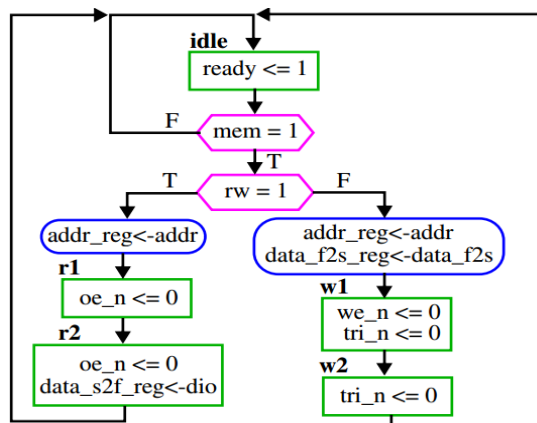 idle
ready <= 1
F
mem = 1
T
T
rw = 1
F
addr_reg<-addr
addr_reg<-addr
data_f2s_reg<-data_f2s
r1
oe_n <= 0
w1
we_n <= 0
tri_n <= 0
r2
oe_n <= 0
data_s2f_reg<-dio
w2
tri_n <= 0